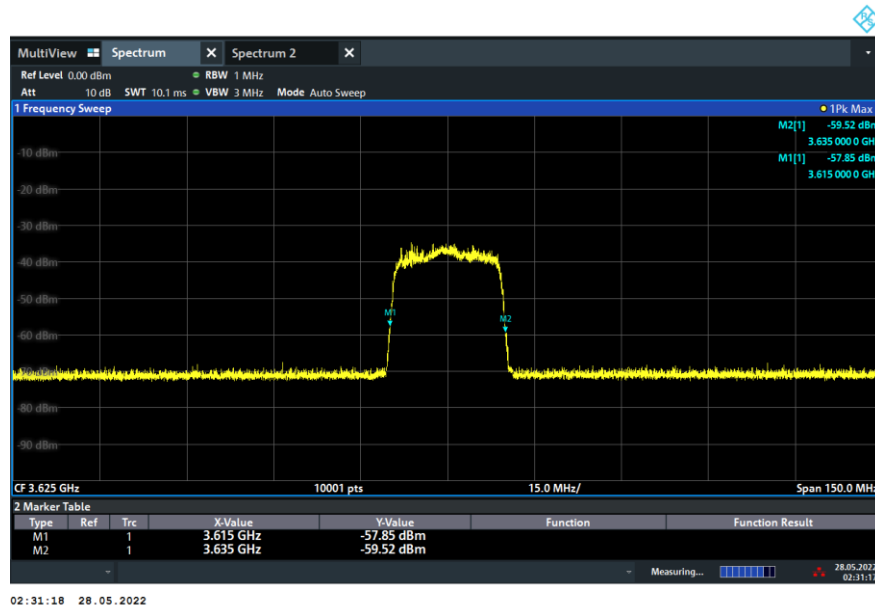 MultiView Spectrum X Spectrum 2 X
Ref Level 0.00 dBm RBW 1 MHz
Att 10 dB SWT 10.1 ms VBW 3 MHz Mode Auto Sweep
1 Frequency Sweep 1Pk Max
M2[1] -59.52 dBm
3.635 000 0 GH
M1[1] -57.85 dBm
3.615 000 0 GH
-10 dBm
-20 dBm
-30 dBm
-40 dBm
-50 dBm
M1
M2
-60 dBm
-80 dBm
-90 dBm
CF 3.625 GHz 10001 pts 15.0 MHz/ Span 150.0 MHz
2 Marker Table
Type Ref Trc X-Value Y-Value Function Function Result
M1 1 3.615 GHz -57.85 dBm
M2 1 3.635 GHz -59.52 dBm
Measuring... 28.05.2022
02:31:17
02:31:18 28.05.2022